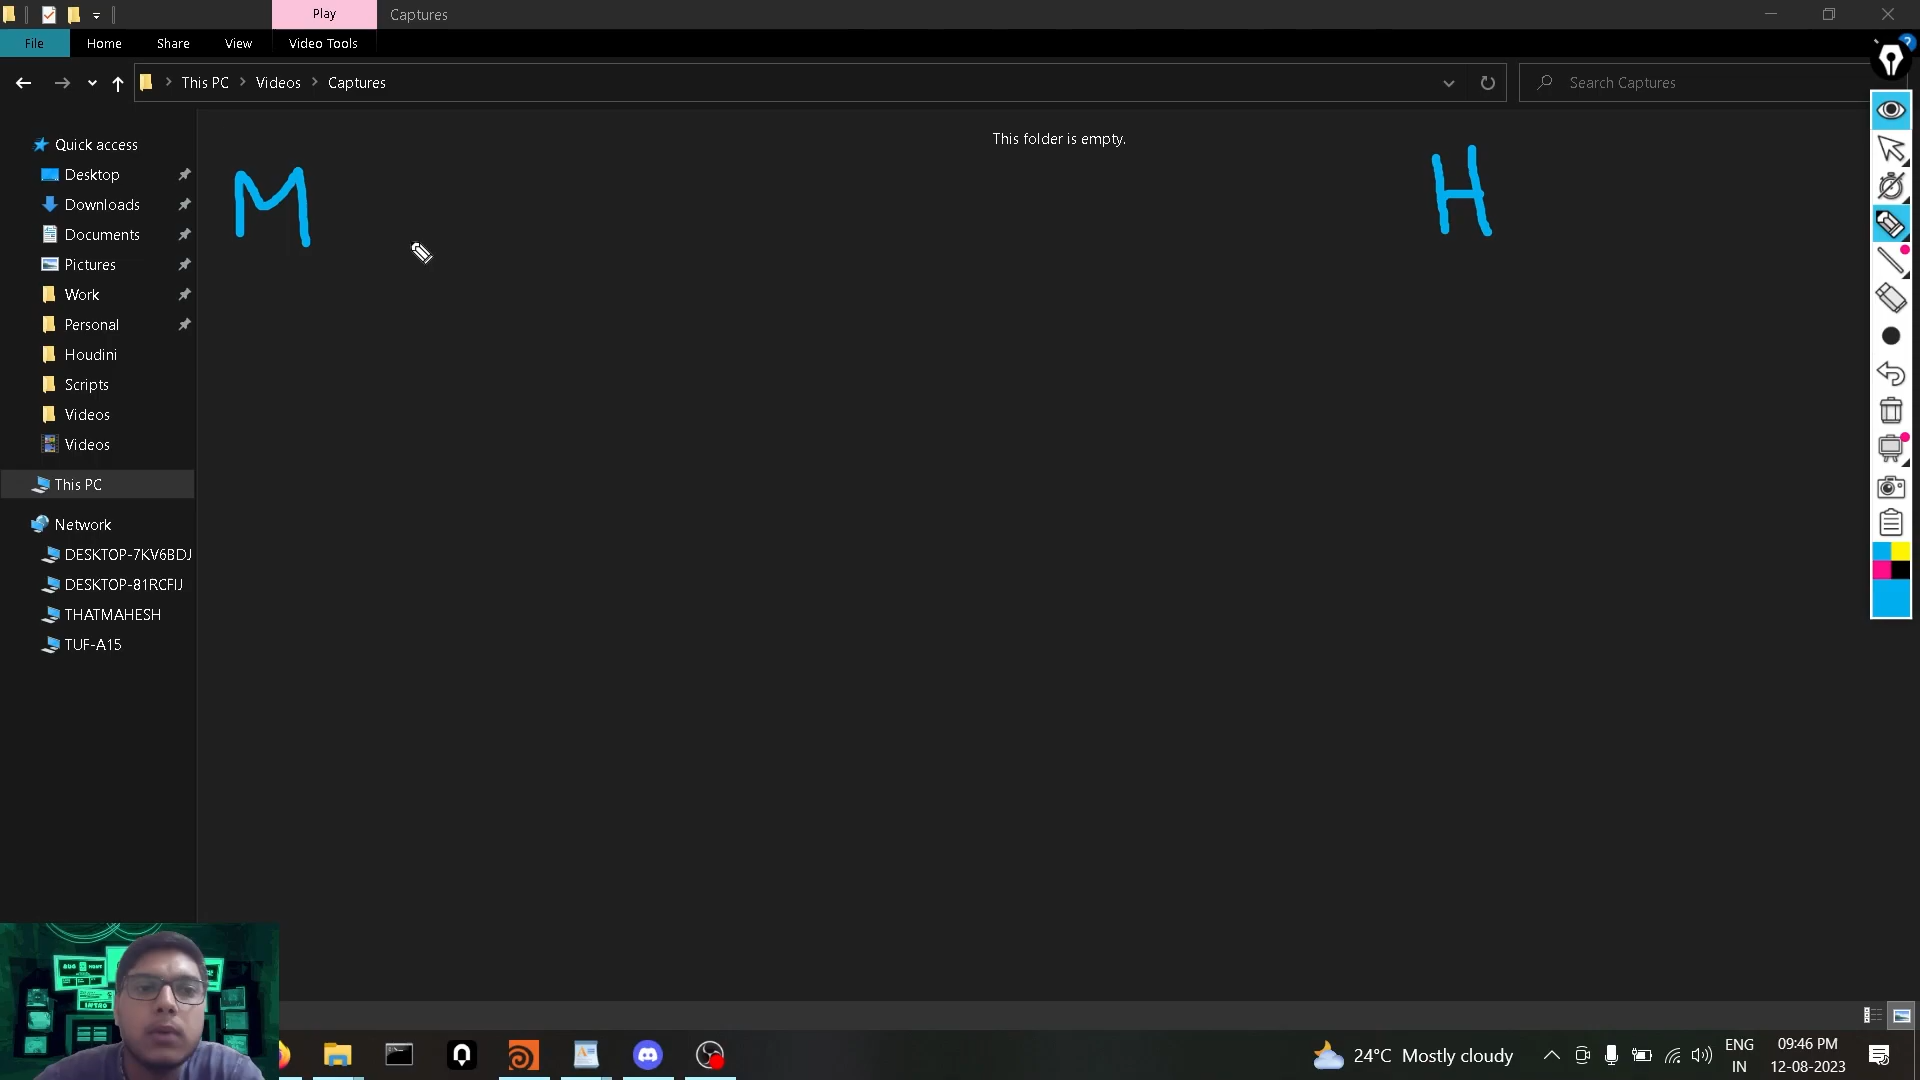 Play Captures
File Home Share View Video Tools
This PC Videos Captures
Search Captures
This folder is empty.
M
H
Quick access
Desktop
Downloads
Documents
Pictures
Work
Personal
Houdini
Scripts
Videos
Videos
This PC
Network
DESKTOP-7KV6BDJ
DESKTOP-81RCFIJ
THATMAHESH
TUF-A15
INTRO
24°C Mostly cloudy
ENG
IN
09:46 PM
12-08-2023